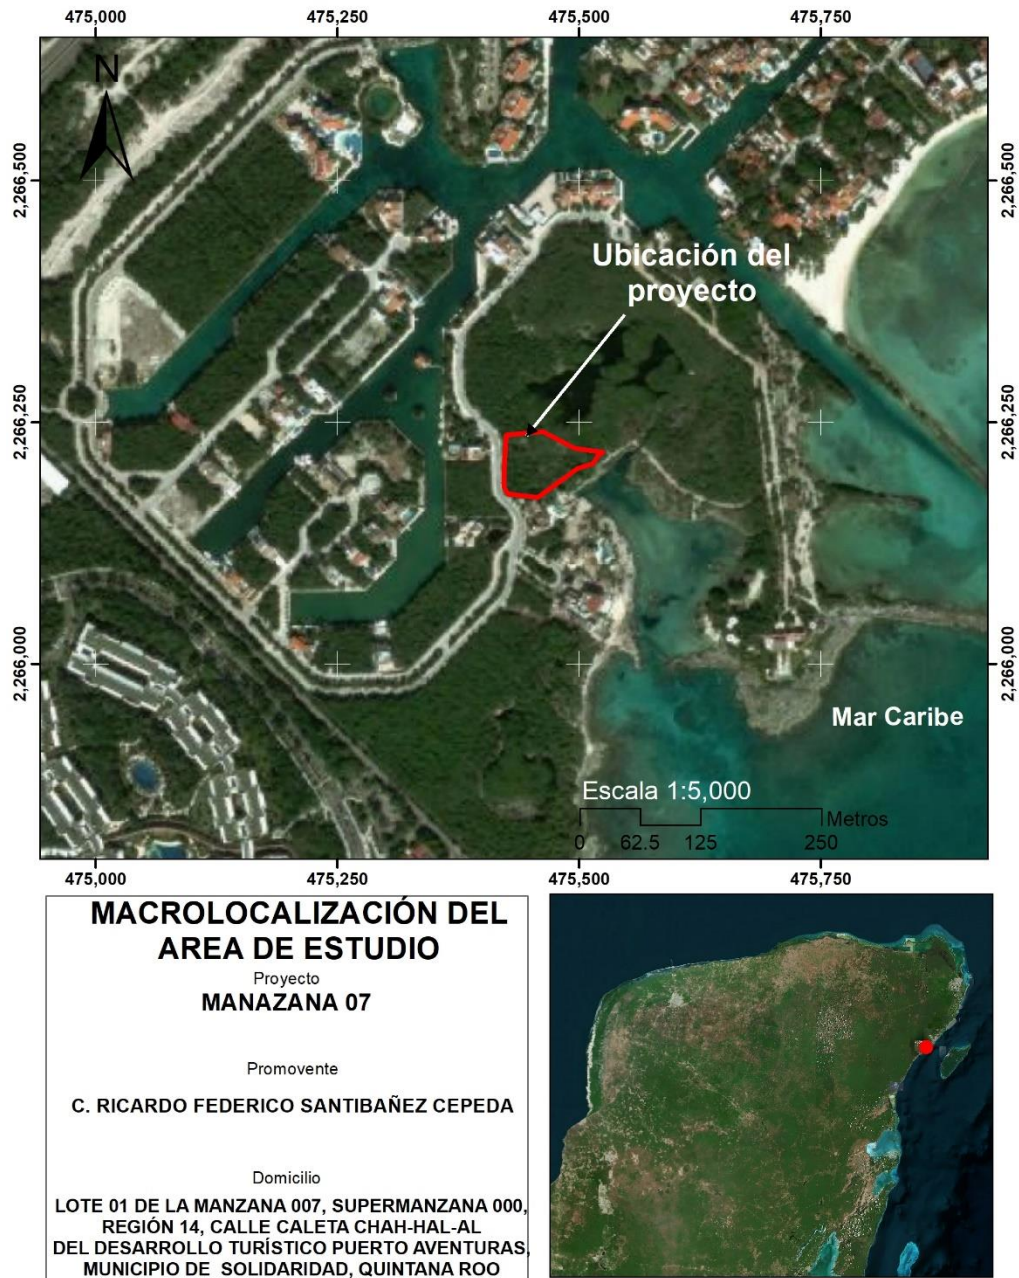 475,000
475,250
475,500
475,750
N
2,266,500
2,266,500
Ubicación del
proyecto
2,266,250
2,266,250
2,266,000
2,266,000
Mar Caribe
Escala 1:5,000
Metros
0
62.5
125
250
475,000
475,250
475,500
475,750
MACROLOCALIZACIÓN DEL
AREA DE ESTUDIO
Proyecto
MANAZANA 07
Promovente
C. RICARDO FEDERICO SANTIBAÑEZ CEPEDA
Domicilio
LOTE 01 DE LA MANZANA 007, SUPERMANZANA 000,
REGIÓN 14, CALLE CALETA CHAH-HAL-AL
DEL DESARROLLO TURÍSTICO PUERTO AVENTURAS,
MUNICIPIO DE SOLIDARIDAD, QUINTANA ROO